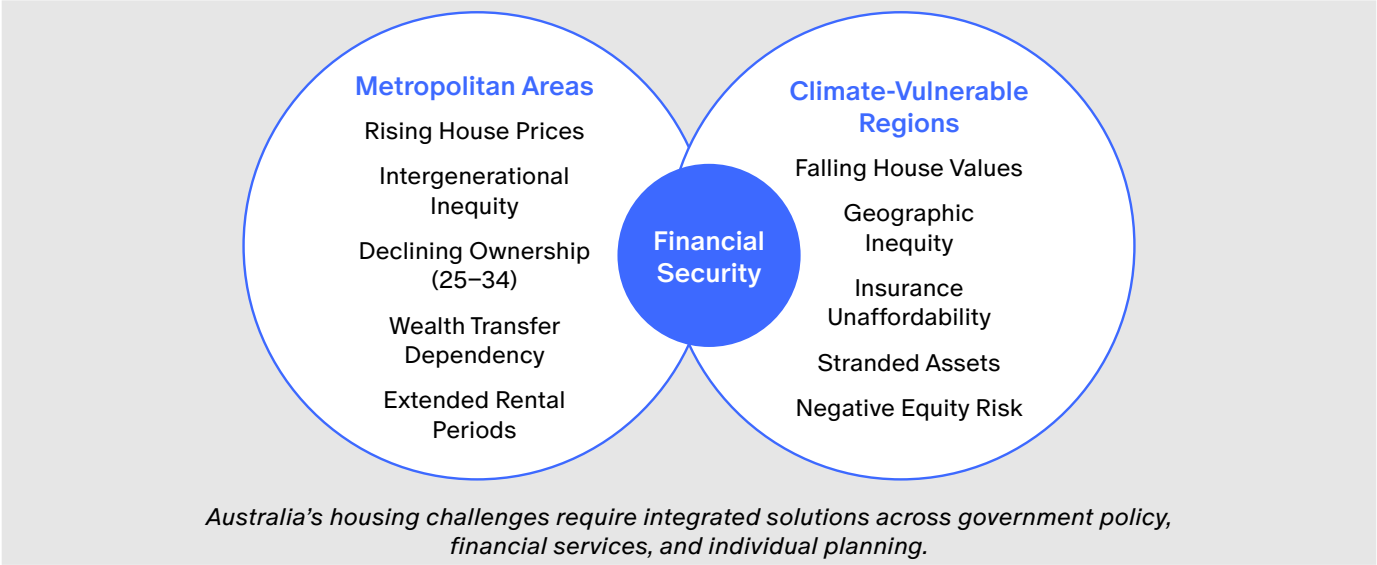 Metropolitan Areas
Rising House Prices
Intergenerational
Inequity
Declining Ownership
(25–34)
Wealth Transfer
Dependency
Extended Rental
Periods
Financial
Security
Climate-Vulnerable
Regions
Falling House Values
Geographic
Inequity
Insurance
Unaffordability
Stranded Assets
Negative Equity Risk
Australia’s housing challenges require integrated solutions across government policy,
financial services, and individual planning.